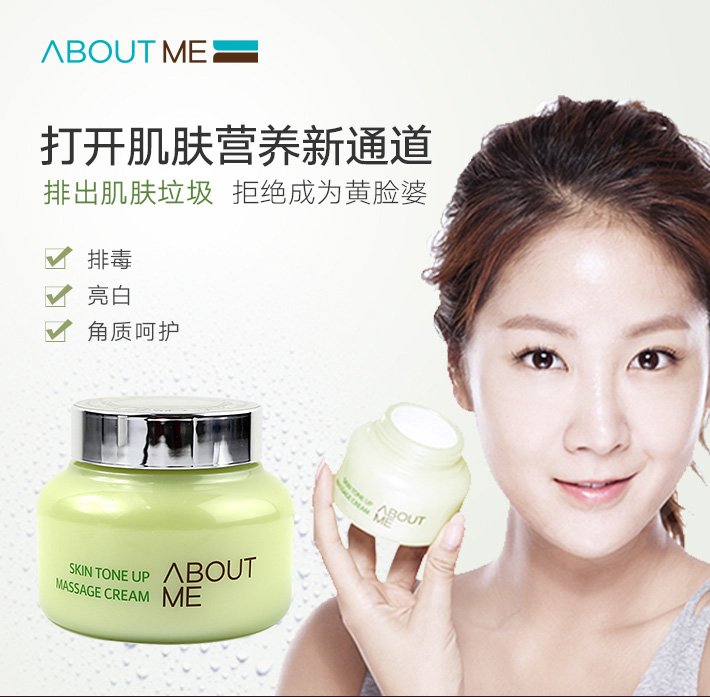 ABOUT ME
打开肌肤营养新通道
排出肌肤垃圾 拒绝成为黄脸婆
排毒
亮白
角质呵护
SKIN TONE UP
MASSAGE CREAM
ABOUT
ME
SKIN TONE UP
MASSAGE CREAM
ABOUT
ME